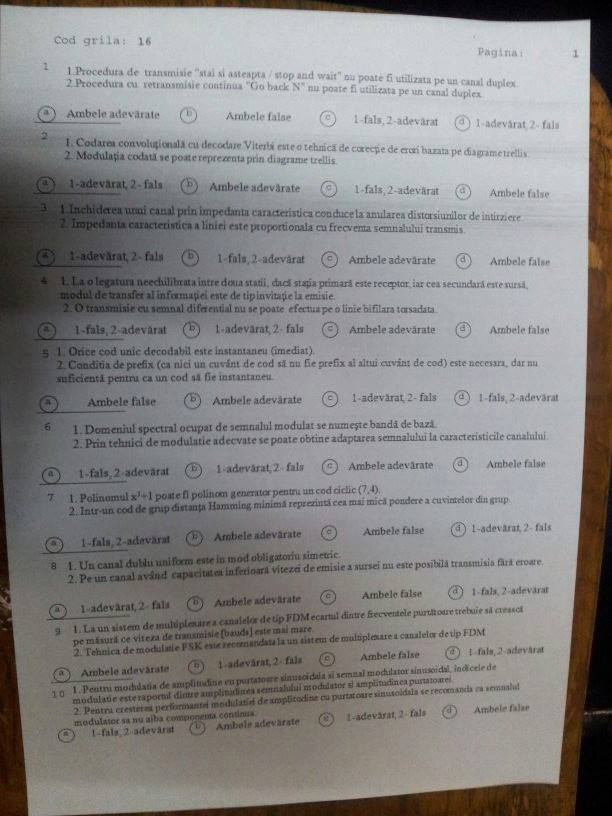 Cod grila: 16
Pagina: 1
1 1.Procedura de transmisie "stai si asteapta / stop and wait" nu poate fi utilizata pe un canal duplex.
2.Procedura cu retransmisie continua "Go back N" nu poate fi utilizata pe un canal duplex.
a Ambele adevărate b Ambele false c 1-fals, 2-adevărat d 1-adevărat, 2- fals
2 1. Codarea convoluțională cu decodare Viterbi este o tehnică de corecție de erori bazata pe diagrame trellis.
2. Modulația codată se poate reprezenta prin diagrame trellis.
a 1-adevărat, 2- fals b Ambele adevărate c 1-fals, 2-adevărat d Ambele false
3 1.Inchiderea unui canal prin impedanta caracteristica conduce la anularea distorsiunilor de intirziere.
2. Impedanta caracteristica a liniei este proportionala cu frecventa semnalului transmis.
a 1-adevărat, 2- fals b 1-fals, 2-adevărat c Ambele adevărate d Ambele false
4 1. La o legatura neechilibrata intre doua statii, dacă stația primară este receptor, iar cea secundară este sursă,
modul de transfer al informației este de tip invitație la emisie.
2. O transmisie cu semnal diferential nu se poate efectua pe o linie bifilara torsadata.
a 1-fals, 2-adevărat b 1-adevărat, 2- fals c Ambele adevărate d Ambele false
5 1. Orice cod unic decodabil este instantaneu (imediat).
2. Conditia de prefix (ca nici un cuvânt de cod să nu fie prefix al altui cuvânt de cod) este necesara, dar nu
suficientă pentru ca un cod să fie instantaneu.
a Ambele false b Ambele adevărate c 1-adevărat, 2- fals d 1-fals, 2-adevărat
6 1. Domeniul spectral ocupat de semnalul modulat se numește bandă de bază.
2. Prin tehnici de modulatie adecvate se poate obtine adaptarea semnalului la caracteristicile canalului.
a 1-fals, 2-adevărat b 1-adevărat, 2- fals c Ambele adevărate d Ambele false
7 1. Polinomul +1 poate fi polinom generator pentru un cod ciclic (7,4).
2. Intr-un cod de grup distanța Hamming minimă reprezintă cea mai mică pondere a cuvintelor din grup.
a 1-fals, 2-adevărat b Ambele adevărate c Ambele false d 1-adevărat, 2- fals
8 1. Un canal dublu uniform este in mod obligatoriu simetric.
2. Pe un canal având capacitatea inferioară vitezei de emisie a sursei nu este posibilă transmisia fără eroare.
a 1-adevărat, 2- fals b Ambele adevărate c Ambele false d 1-fals, 2-adevărat
9 1. La un sistem de multiplexare a canalelor de tip FDM ecartul dintre frecventele purtătoare trebuie să crească
pe măsură ce viteza de transmisie [bauds] este mai mare.
2. Tehnica de modulatie FSK este recomandata la un sistem de multiplexare a canalelor de tip FDM
a Ambele adevărate b 1-adevărat, 2- fals c Ambele false d 1-fals, 2-adevărat
10 1. Pentru modulatia de amplitudine cu purtatoare sinusoidala si semnal modulator sinusoidal, indicele de
modulatie este raportul dintre amplitudinea semnalului modulator si amplitudinea purtatoarei.
2. Pentru cresterea performantei modulatiei de amplitudine cu purtatoare sinusoidala se recomanda ca semnalul
modulator sa nu aiba componenta continua.
a 1-fals, 2-adevărat b Ambele adevărate c 1-adevărat, 2- fals d Ambele false